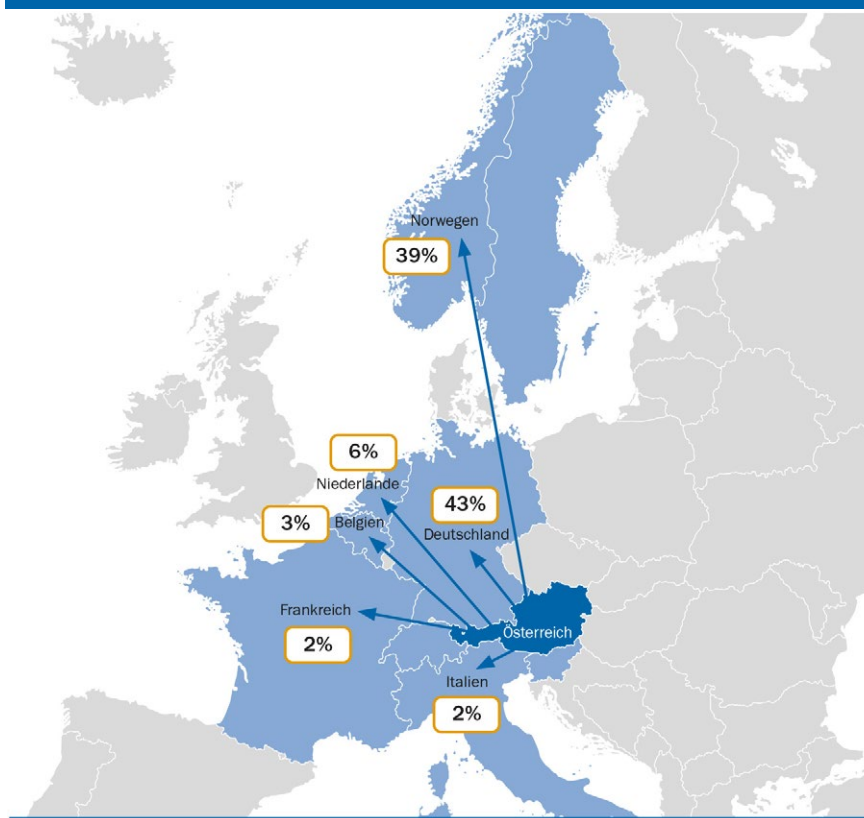 Norwegen
39%
6%
Niederlande
43%
3%
Belgien
Deutschland
Frankreich
2%
Österreich
Italien
2%